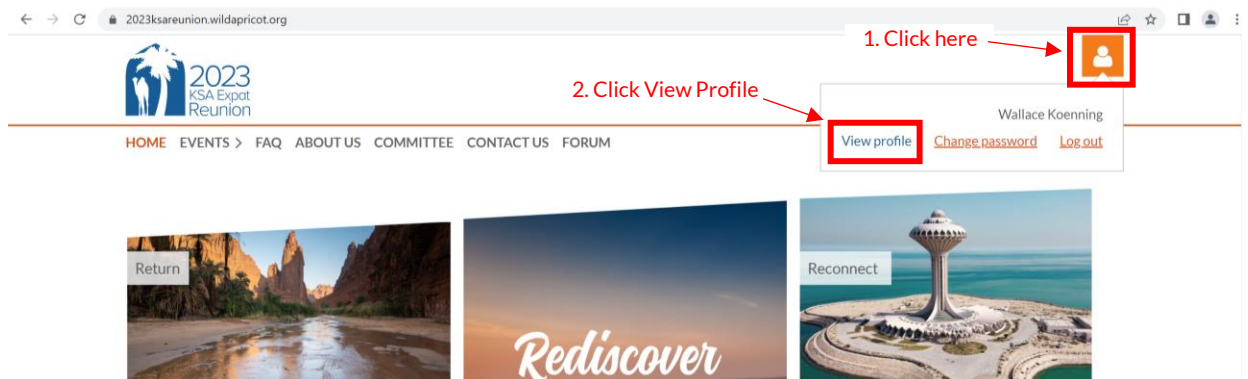 2023ksareunion.wildapricot.org
1. Click here
2023
KSA Expat
Reunion
2. Click View Profile
Wallace Koenning
View profile Change password Log out
HOME EVENTS > FAQ ABOUT US COMMITTEE CONTACT US FORUM
Return
Rediscover
Reconnect